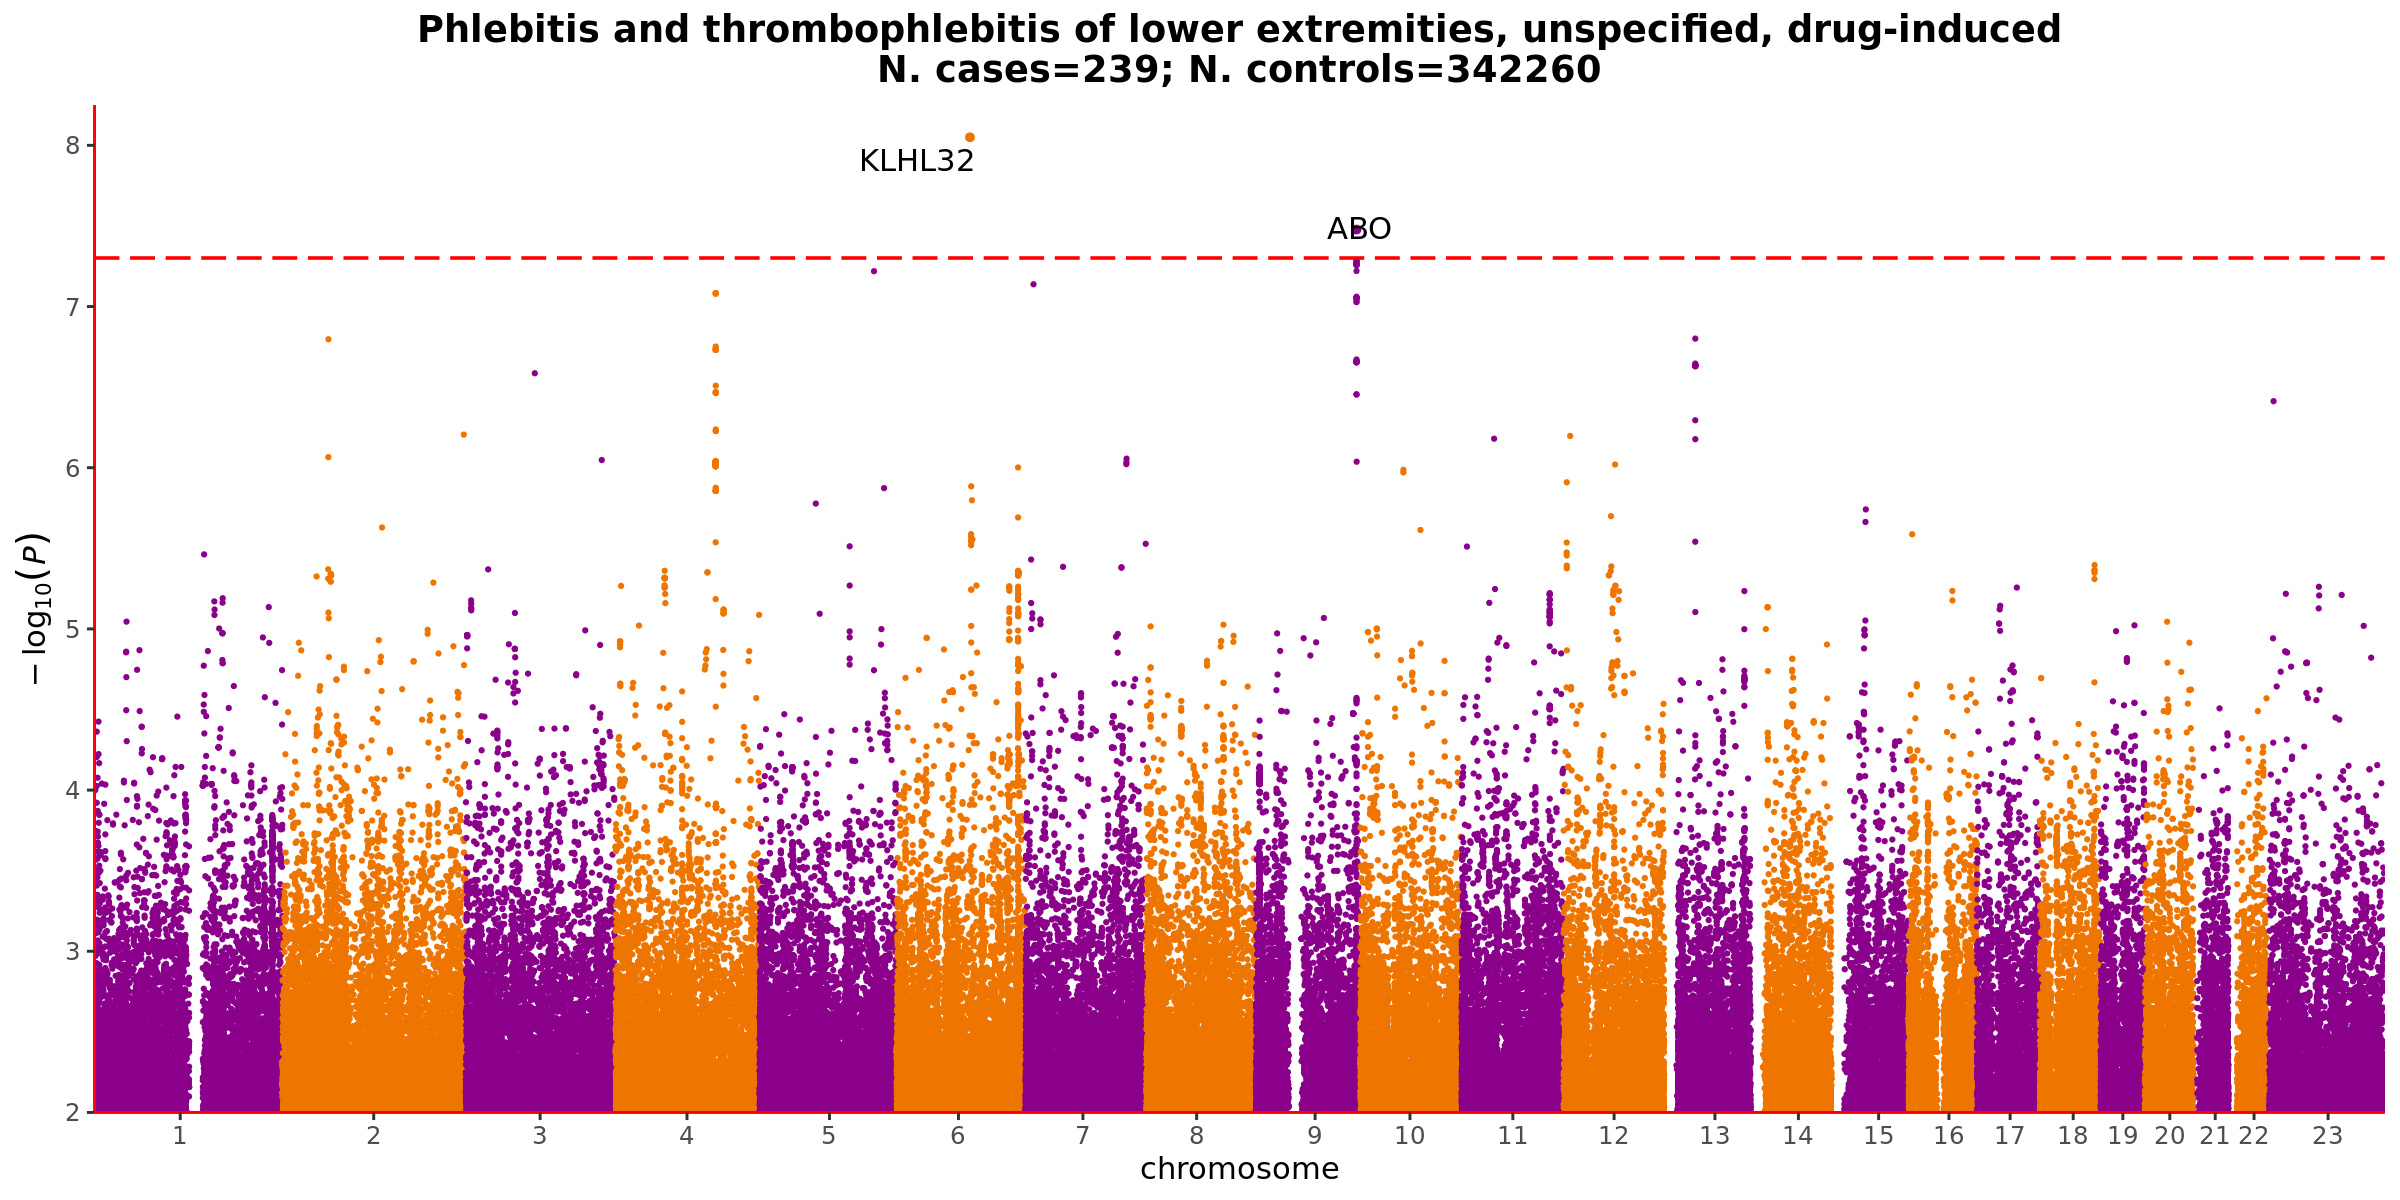 Phlebitis and thrombophlebitis of lower extremities, unspecified, drug-induced
N. cases=239; N. controls=342260
8
KLHL32
ABO
7
6
− log10(P)
5
4
3
2
1 2 3 4 5 6 7 8 9 10 11 12 13 14 15 16 17 18 19 20 21 22 23
chromosome